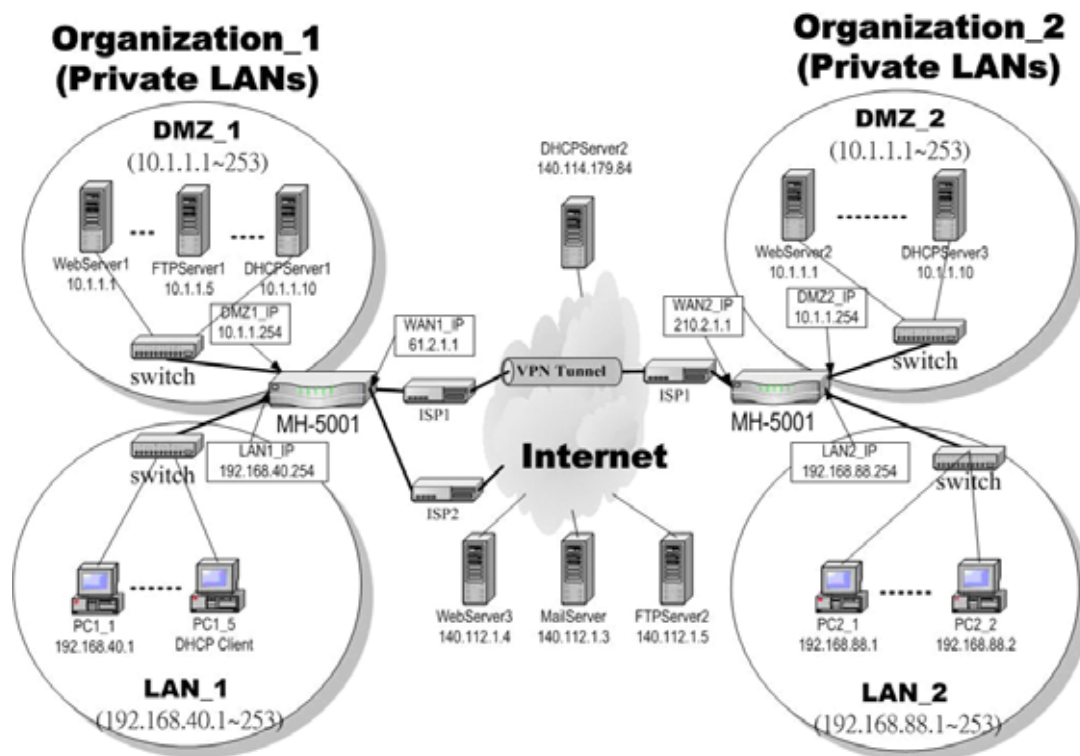 Organization_1
(Private LANs)
Organization_2
(Private LANs)
DMZ_1
(10.1.1.1~253)
WebServer1
10.1.1.1
FTPServer1
10.1.1.5
DHCPServer1
10.1.1.10
DMZ1_IP
10.1.1.254
switch
MH-5001
WAN1_IP
61.2.1.1
ISP1
ISP2
DHCPServer2
140.114.179.84
VPN Tunnel
Internet
ISP1
WAN2_IP
210.2.1.1
DMZ_2
(10.1.1.1~253)
WebServer2
10.1.1.1
DHCPServer3
10.1.1.10
DMZ2_IP
10.1.1.254
switch
MH-5001
switch
LAN1_IP
192.168.40.254
PC1_1
192.168.40.1
PC1_5
DHCP Client
LAN_1
(192.168.40.1~253)
WebServer3
140.112.1.4
MailServer
140.112.1.3
FTPServer2
140.112.1.5
LAN2_IP
192.168.88.254
switch
PC2_1
192.168.88.1
PC2_2
192.168.88.2
LAN_2
(192.168.88.1~253)